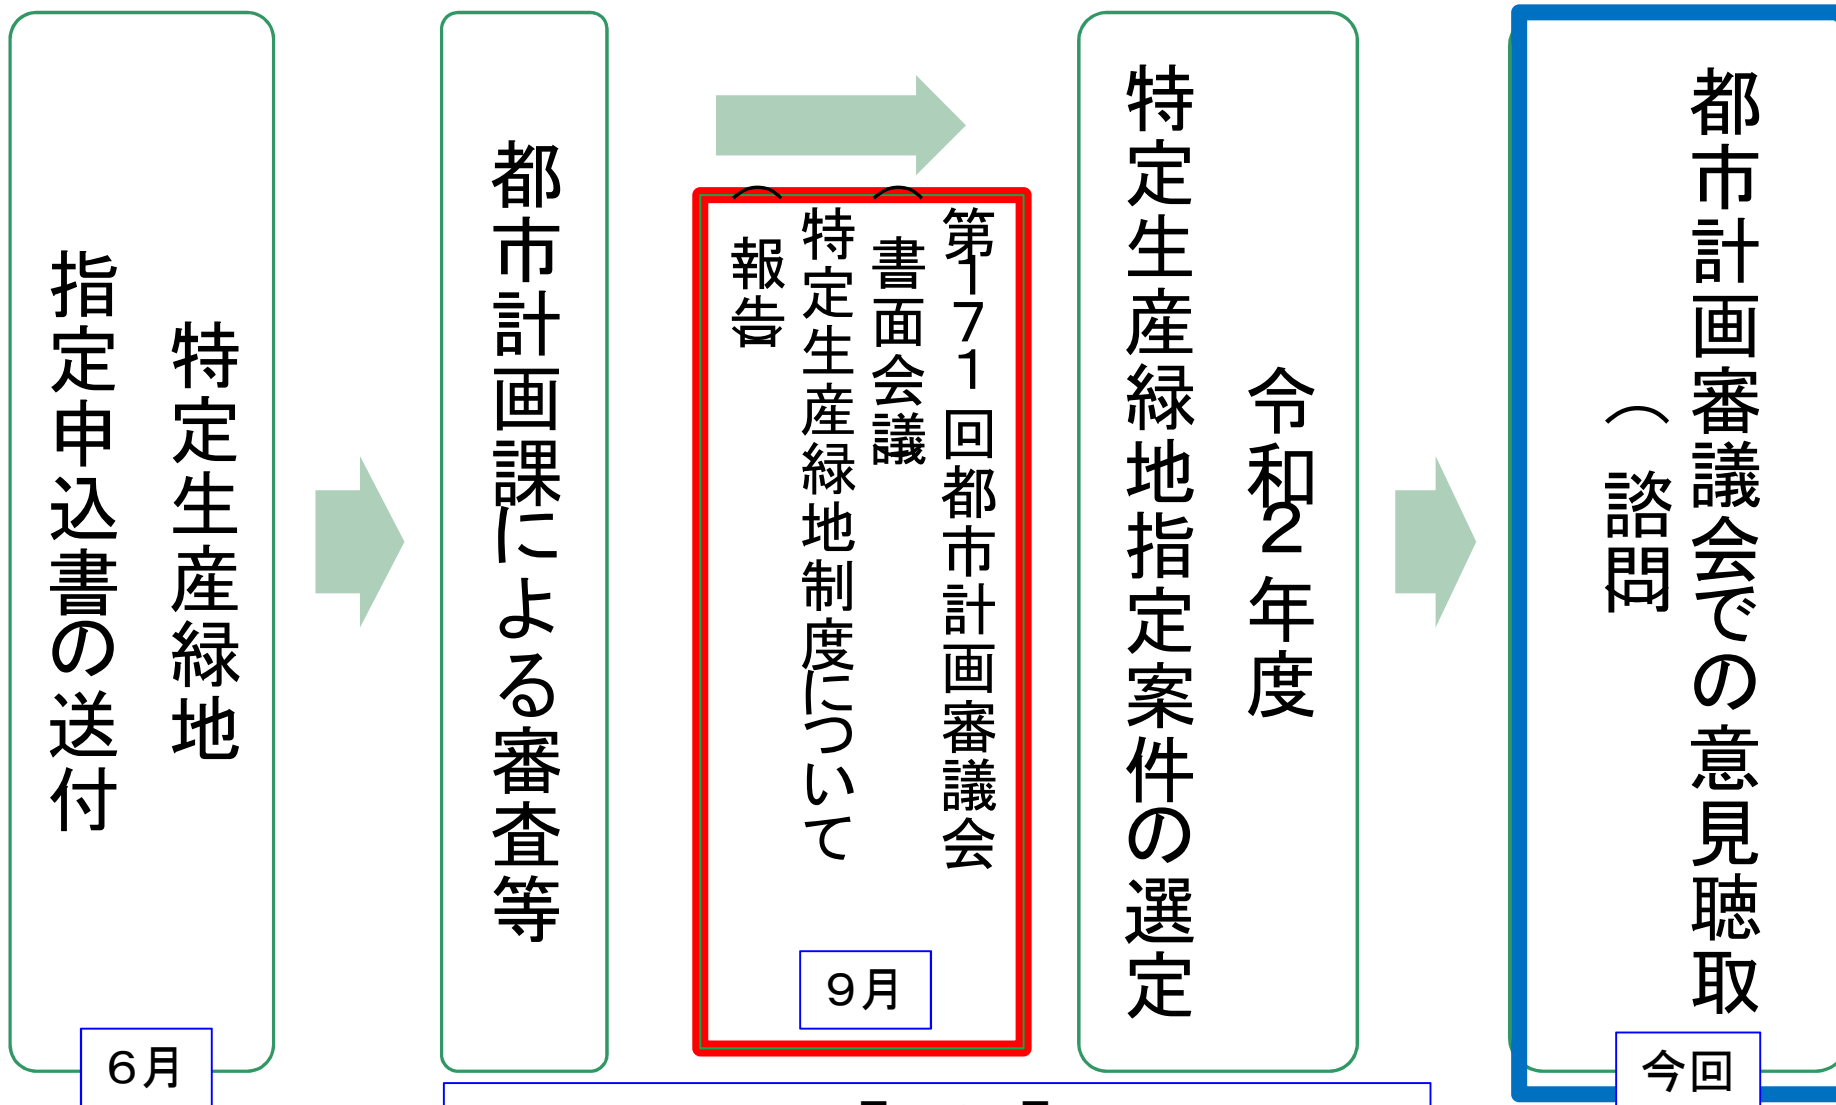 特定生産緑地
指定申込書の送付
6月
都市計画課による審査等
第171回都市計画審議会
（書面会議
特定生産緑地制度について
（報告）
9月
令和2年度
特定生産緑地指定案件の選定
都市計画審議会での意見聴取
（諮問）
今回